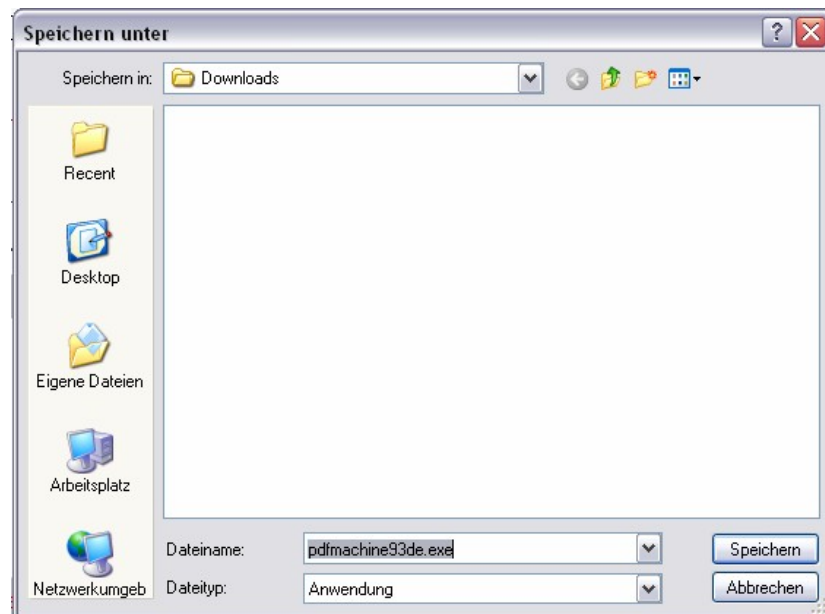 Speichern unter
Speichern in: Downloads
Recent
Desktop
Eigene Dateien
Arbeitsplatz
Netzwerkumgeb
Dateiname: pdfmachine93de.exe Speichern
Dateityp: Anwendung Abbrechen